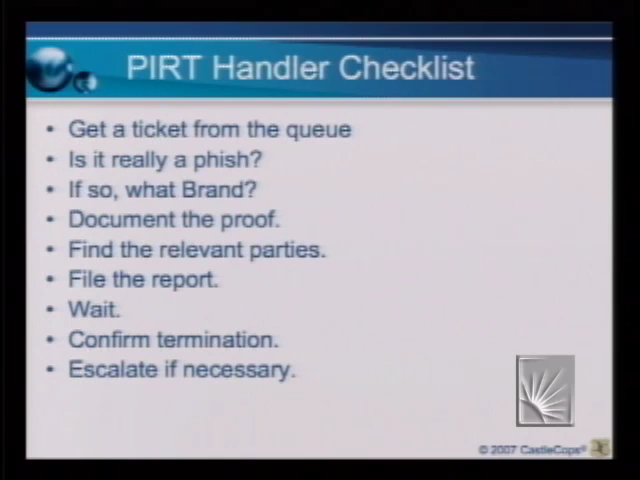 PIRT Handler Checklist
• Get a ticket from the queue
• Is it really a phish?
• If so, what Brand?
• Document the proof.
• Find the relevant parties.
• File the report.
• Wait.
• Confirm termination.
• Escalate if necessary.
© 2007 CastleCops®